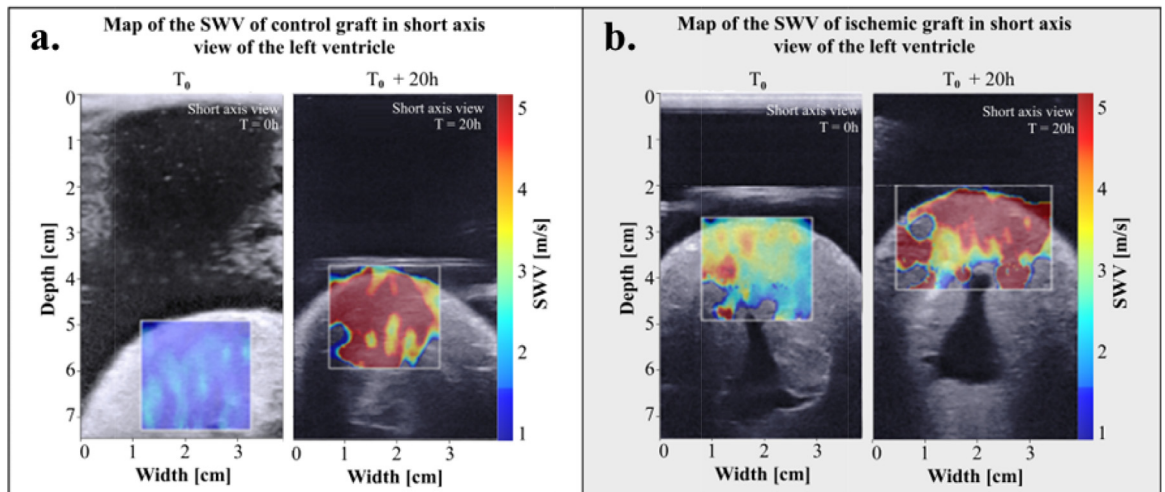 a.
Map of the SWV of control graft in short axis
view of the left ventricle
T0
T0 + 20h
Short axis view
T = 0h
Short axis view
T = 20h
0
1
2
3
4
5
6
7
Depth [cm]
0 1 2 3
0 1 2 3
Width [cm]
5
4
3
2
1
SWV [m/s]
b.
Map of the SWV of ischemic graft in short axis
view of the left ventricle
T0
T0 + 20h
Short axis view
T = 0h
Short axis view
T = 20h
0
1
2
3
4
5
6
7
Depth [cm]
0 1 2 3
0 1 2 3
Width [cm]
Width [cm]
5
4
3
2
1
SWV [m/s]